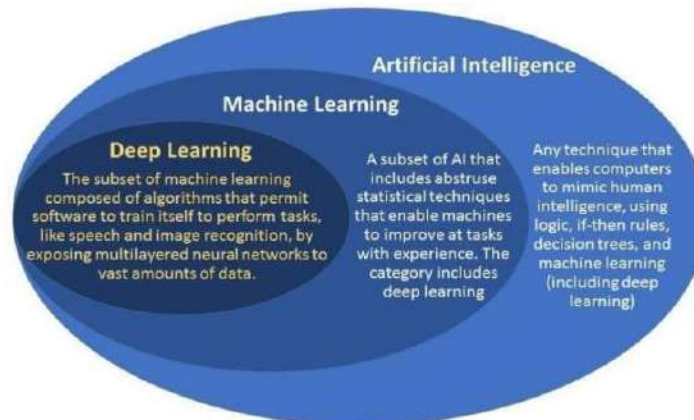 Artificial Intelligence
Machine Learning
Deep Learning
The subset of machine learning
composed of algorithms that permit
software to train itself to perform tasks,
like speech and image recognition, by
exposing multilayered neural networks to
vast amounts of data.
A subset of AI that
includes abstruse
statistical techniques
that enable machines
to improve at tasks
with experience. The
category includes
deep learning
Any technique that
enables computers
to mimic human
intelligence, using
logic, if-then rules,
decision trees, and
machine learning
(including deep
learning)